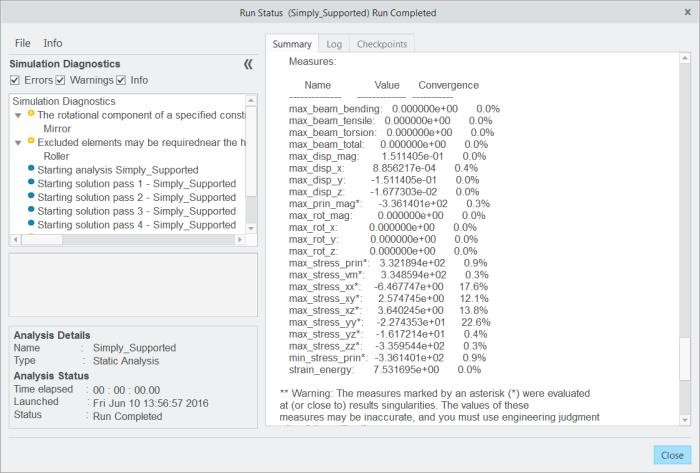 Run Status (Simply_Supported) Run Completed
x
File Info
Simulation Diagnostics
Errors Warnings Info
Simulation Diagnostics
The rotational component of a specified consti
Mirror
Excluded elements may be requirednear the h
Roller
Starting analysis Simply_Supported
Starting solution pass 1 - Simply_Supported
Starting solution pass 2 - Simply_Supported
Starting solution pass 3 - Simply_Supported
Starting solution pass 4 - Simply_Supported
Analysis Details
Name : Simply_Supported
Type : Static Analysis
Analysis Status
Time elapsed : 00 : 00 : 00.00
Launched : Fri Jun 10 13:56:57 2016
Status : Run Completed
Summary Log Checkpoints
Measures:
Name Value Convergence
-------------- ------------- -----------
max_beam_bending: 0.000000e+00 0.0%
max_beam_tensile: 0.000000e+00 0.0%
max_beam_torsion: 0.000000e+00 0.0%
max_beam_total: 0.000000e+00 0.0%
max_disp_mag: 1.511405e-01 0.0%
max_disp_x: 8.856217e-04 0.4%
max_disp_y: -1.511405e-01 0.0%
max_disp_z: -1.677303e-02 0.0%
max_prin_mag*: -3.361401e+02 0.3%
max_rot_mag: 0.000000e+00 0.0%
max_rot_x: 0.000000e+00 0.0%
max_rot_y: 0.000000e+00 0.0%
max_rot_z: 0.000000e+00 0.0%
max_stress_prin*: 3.321894e+02 0.9%
max_stress_vm*: 3.348594e+02 0.3%
max_stress_xx*: -6.467747e+00 17.6%
max_stress_xy*: 2.574745e+00 12.1%
max_stress_xz*: 3.640245e+00 13.8%
max_stress_yy*: -2.274353e+01 22.6%
max_stress_yz*: -1.617214e+01 0.4%
max_stress_zz*: -3.359544e+02 0.3%
min_stress_prin*: -3.361401e+02 0.9%
strain_energy: 7.531695e+00 0.0%
** Warning: The measures marked by an asterisk (*) were evaluated
at (or close to) results singularities. The values of these
measures may be inaccurate, and you must use engineering judgment
Close